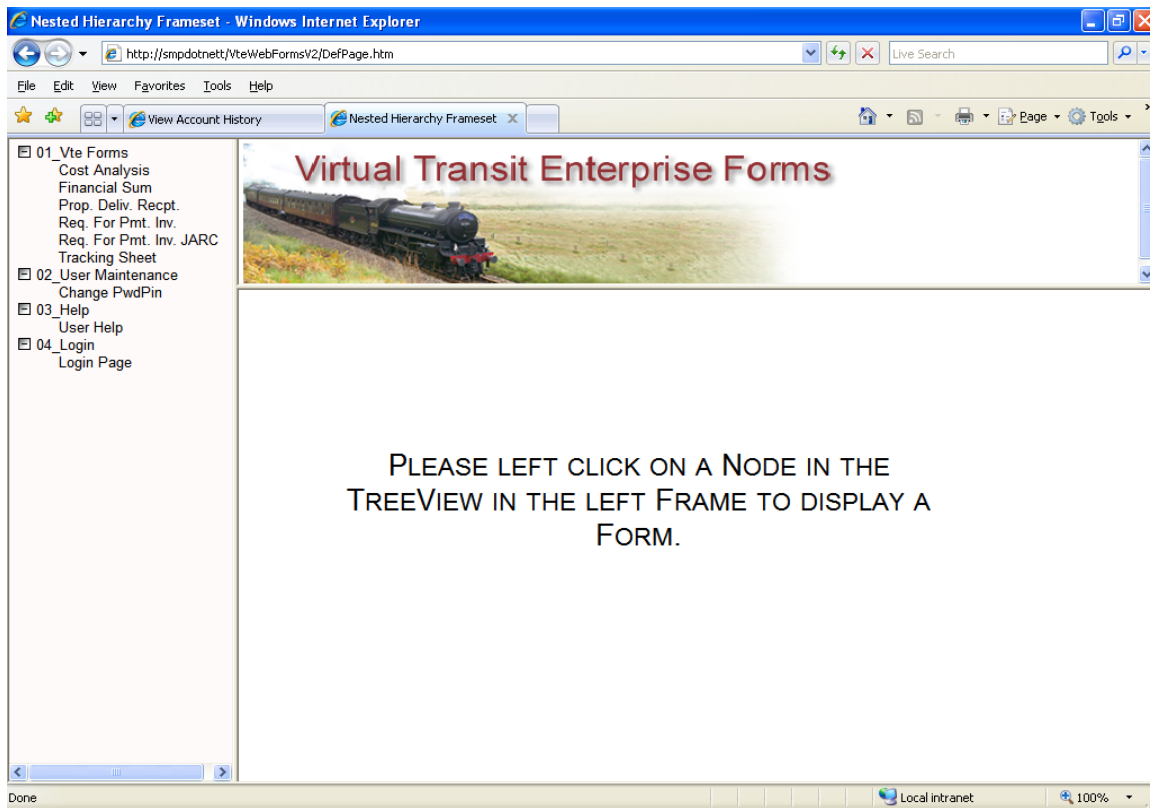 Nested Hierarchy Frameset - Windows Internet Explorer
http://smpdotnett/VteWebFormsV2/DefPage.htm
Live Search
File Edit View Favorites Tools Help
View Account History
Nested Hierarchy Frameset X
Page
Tools
01_Vte Forms
Cost Analysis
Financial Sum
Prop. Deliv. Recpt.
Req. For Pmt. Inv.
Req. For Pmt. Inv. JARC
Tracking Sheet
02_User Maintenance
Change PwdPin
03_Help
User Help
04_Login
Login Page
Virtual Transit Enterprise Forms
PLEASE LEFT CLICK ON A NODE IN THE
TREEVIEW IN THE LEFT FRAME TO DISPLAY A
FORM.
Done
Local intranet
100%